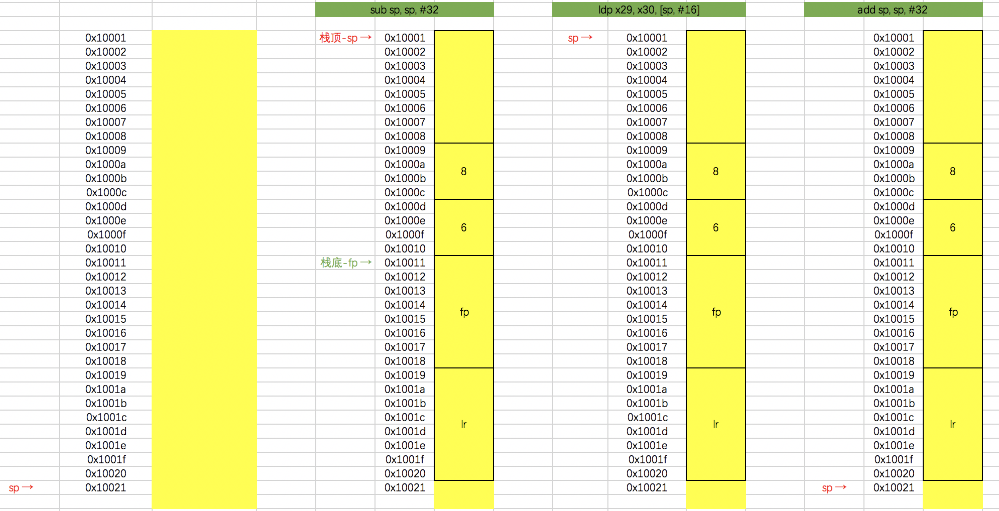 sub sp, sp, #32 ldp x29, x30, [sp, #16] add sp, sp, #32
0x10001 栈顶-sp → 0x10001 sp → 0x10001 0x10001
0x10002 0x10002 0x10002 0x10002
0x10003 0x10003 0x10003 0x10003
0x10004 0x10004 0x10004 0x10004
0x10005 0x10005 0x10005 0x10005
0x10006 0x10006 0x10006 0x10006
0x10007 0x10007 0x10007 0x10007
0x10008 0x10008 0x10008 0x10008
0x10009 0x10009 0x10009 0x10009
0x1000a 0x1000a 0x1000a 0x1000a
8 8 8
0x1000b 0x1000b 0x1000b 0x1000b
0x1000c 0x1000c 0x1000c 0x1000c
0x1000d 0x1000d 0x1000d 0x1000d
0x1000e 0x1000e 0x1000e 0x1000e
6 6 6
0x1000f 0x1000f 0x1000f 0x1000f
0x10010 0x10010 0x10010 0x10010
0x10011 栈底-fp → 0x10011 0x10011 0x10011
0x10012 0x10012 0x10012 0x10012
0x10013 0x10013 0x10013 0x10013
0x10014 0x10014 0x10014 0x10014
fp fp fp
0x10015 0x10015 0x10015 0x10015
0x10016 0x10016 0x10016 0x10016
0x10017 0x10017 0x10017 0x10017
0x10018 0x10018 0x10018 0x10018
0x10019 0x10019 0x10019 0x10019
0x1001a 0x1001a 0x1001a 0x1001a
0x1001b 0x1001b 0x1001b 0x1001b
0x1001c 0x1001c 0x1001c 0x1001c
lr lr lr
0x1001d 0x1001d 0x1001d 0x1001d
0x1001e 0x1001e 0x1001e 0x1001e
0x1001f 0x1001f 0x1001f 0x1001f
0x10020 0x10020 0x10020 0x10020
sp → 0x10021 0x10021 0x10021 sp → 0x10021